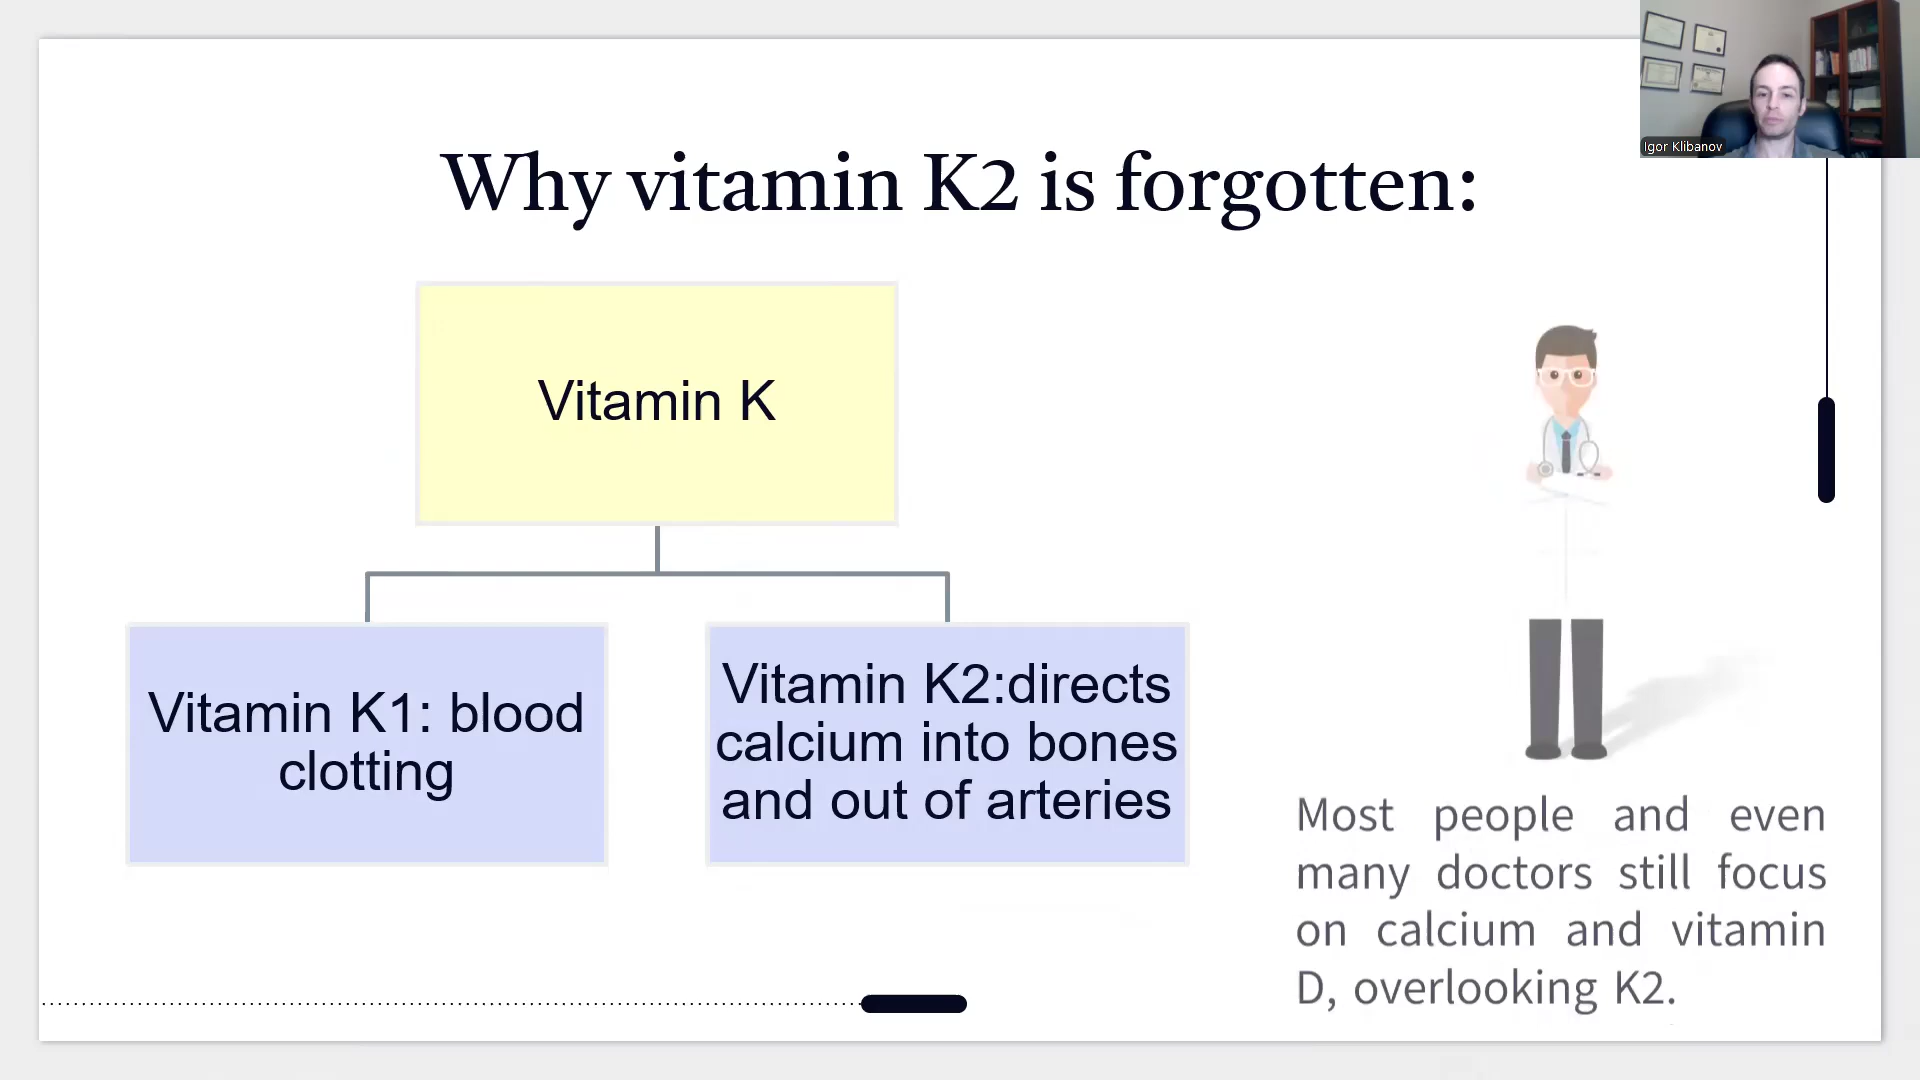 Igor Klibanov
Why vitamin K2 is forgotten:
Vitamin K
Vitamin K1: blood
clotting
Vitamin K2:directs
calcium into bones
and out of arteries
Most people and even
many doctors still focus
on calcium and vitamin
D, overlooking K2.